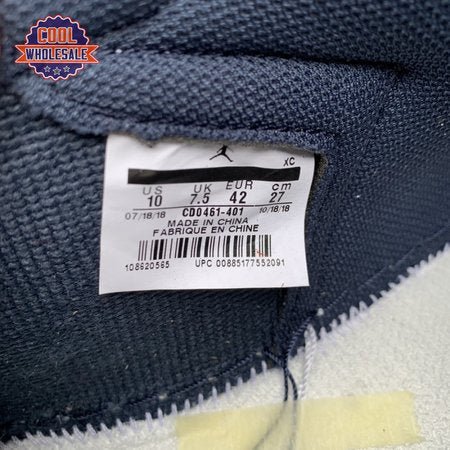 COOL
WHOLESALE
XC
US UK EUR cm
10 7.5 42 27
07/18/18 CD0461-401 10/18/18
MADE IN CHINA
FABRIQUE EN CHINE
108620565 UPC 00885177552091